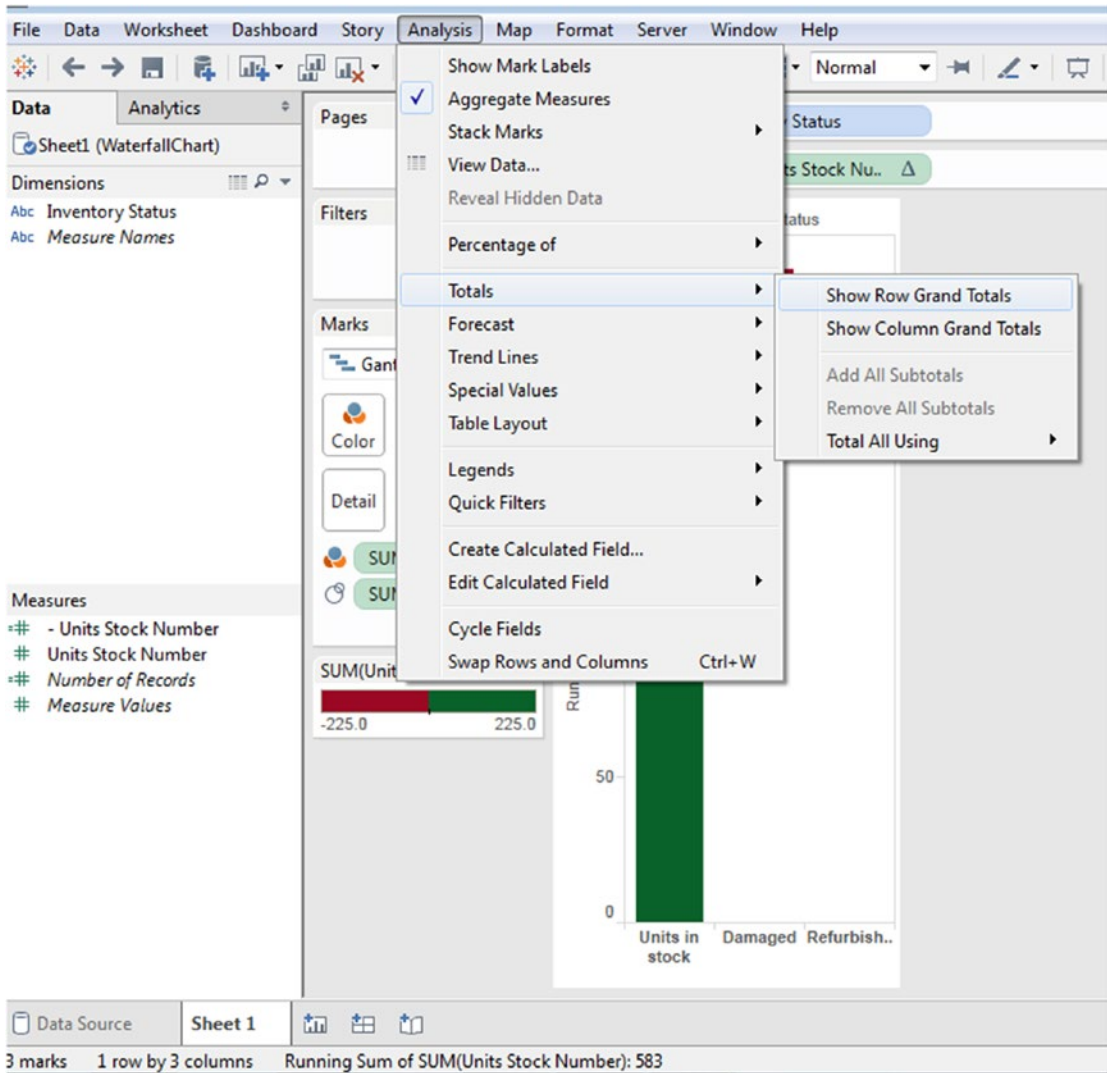 File Data Worksheet Dashboard Story Analysis Map Format Server Window Help
Normal
Data Analytics
Sheet1 (WaterfallChart)
Dimensions
Abc Inventory Status
Abc Measure Names
Measures
=# - Units Stock Number
# Units Stock Number
=# Number of Records
# Measure Values
Pages
Filters
Marks
Gant
Color
Detail
SUM
SUM
SUM(Unit
-225.0 225.0
Show Mark Labels
Aggregate Measures
Stack Marks
View Data...
Reveal Hidden Data
Percentage of
Totals
Forecast
Trend Lines
Special Values
Table Layout
Legends
Quick Filters
Create Calculated Field...
Edit Calculated Field
Cycle Fields
Swap Rows and Columns Ctrl+W
Show Row Grand Totals
Show Column Grand Totals
Add All Subtotals
Remove All Subtotals
Total All Using
Status
ts Stock Nu.. Δ
tatus
Run
50
0
Units in
stock
Damaged Refurbish..
Data Source Sheet 1
3 marks 1 row by 3 columns Running Sum of SUM(Units Stock Number): 583